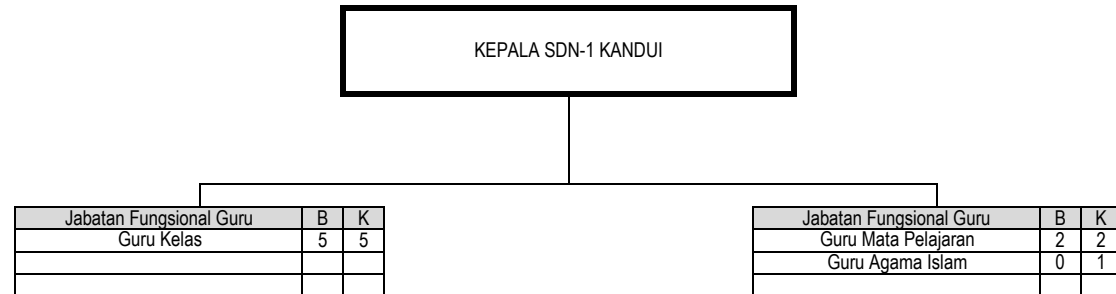 KEPALA SDN-1 KANDUI
Jabatan Fungsional Guru B K
Guru Kelas 5 5
Jabatan Fungsional Guru B K
Guru Mata Pelajaran 2 2
Guru Agama Islam 0 1